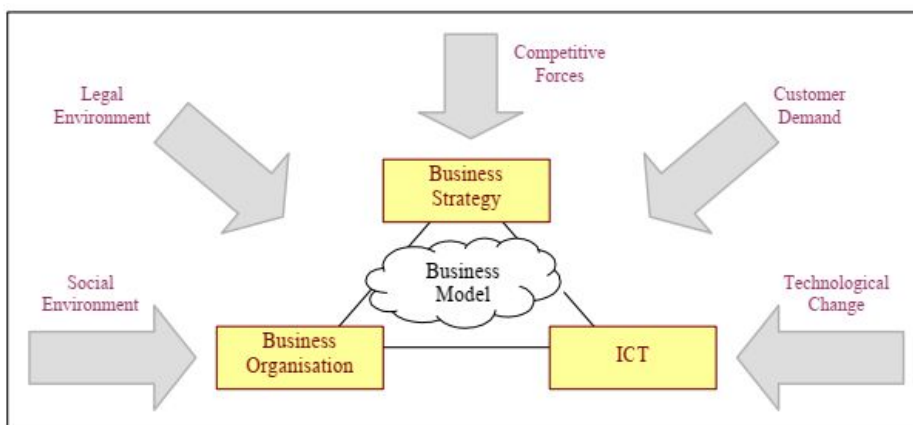 Competitive
Forces
Legal
Environment
Customer
Demand
Business
Strategy
Business
Model
Social
Environment
Technological
Change
Business
Organisation
ICT